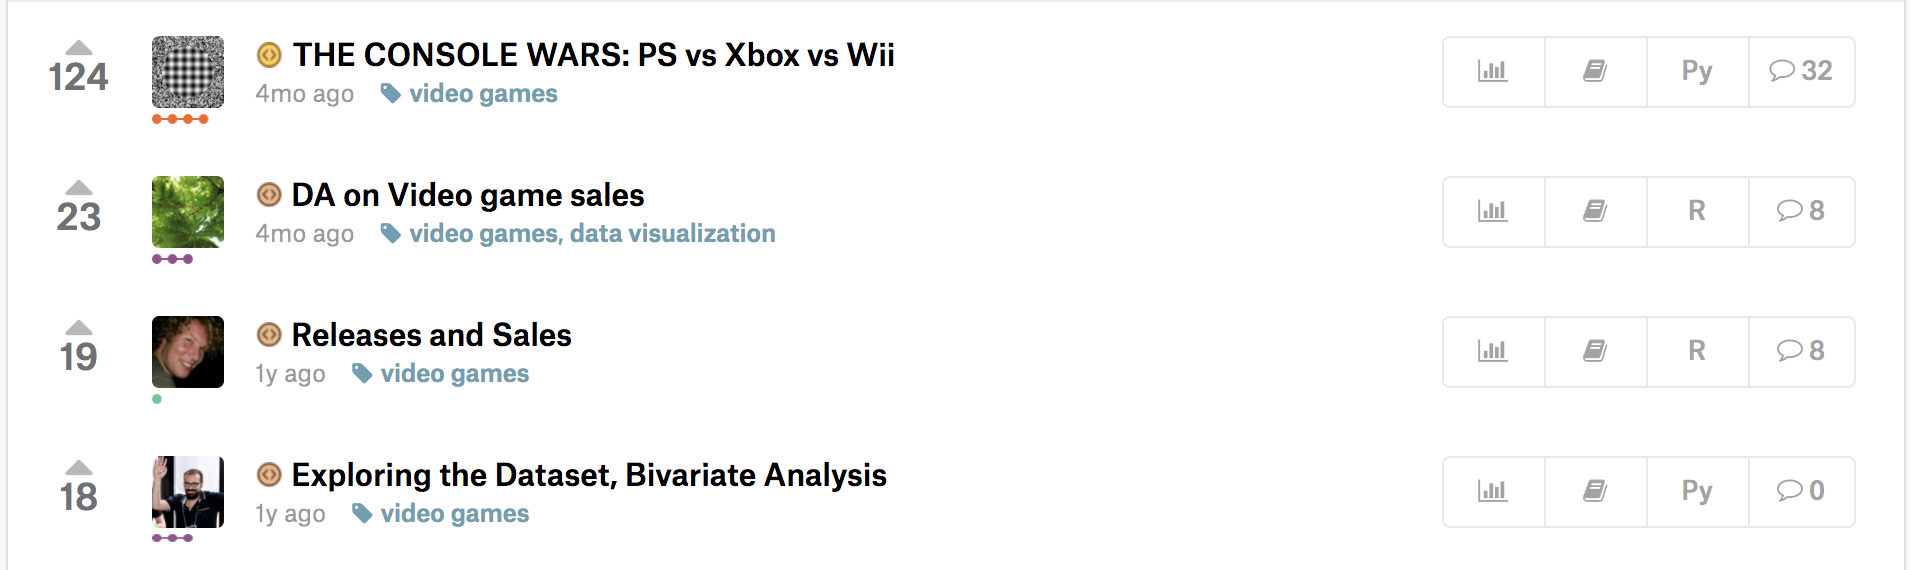 124
THE CONSOLE WARS: PS vs Xbox vs Wii
4mo ago video games
Py 32
23
DA on Video game sales
4mo ago video games, data visualization
R 8
19
Releases and Sales
1y ago video games
R 8
18
Exploring the Dataset, Bivariate Analysis
1y ago video games
Py 0